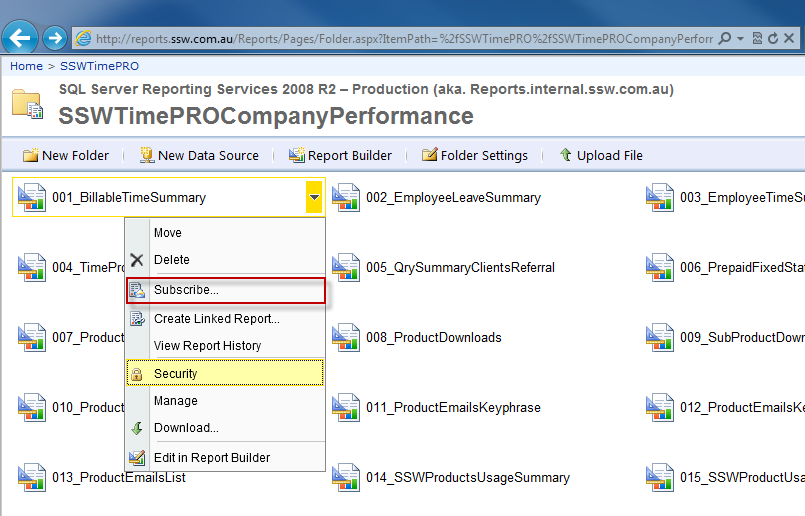 http://reports.ssw.com.au/Reports/Pages/Folder.aspx?ItemPath=%2fSSWTimePRO%2fSSWTimePROCompanyPerforr
Home > SSWTimePRO
SQL Server Reporting Services 2008 R2 – Production (aka. Reports.internal.ssw.com.au)
SSWTimePROCompanyPerformance
New Folder New Data Source Report Builder Folder Settings Upload File
001_BillableTimeSummary 002_EmployeeLeaveSummary 003_EmployeeTimeSu
Move
Delete
004_TimePro 005_QrySummaryClientsReferral 006_PrepaidFixedStat
Subscribe...
Create Linked Report...
007_Product 008_ProductDownloads 009_SubProductDown
View Report History
Security
Manage
010_Product 011_ProductEmailsKeyphrase 012_ProductEmailsKe
Download...
Edit in Report Builder
013_ProductEmailsList 014_SSWProductsUsageSummary 015_SSWProductUsa